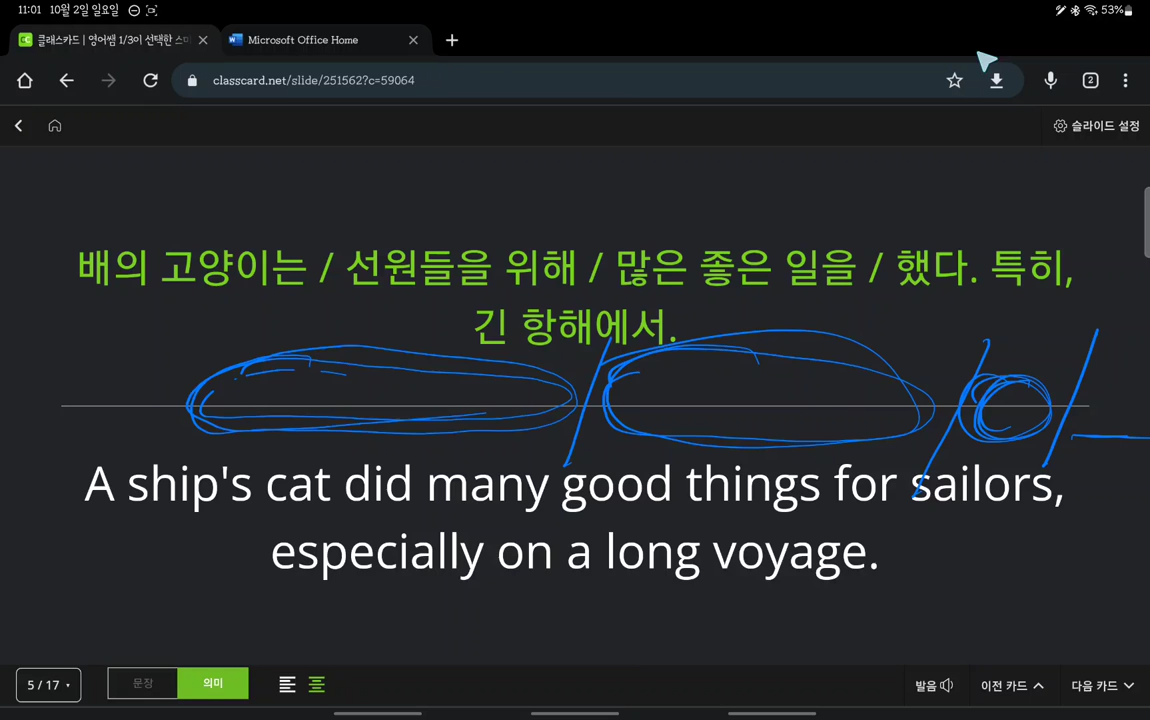 11:01 10월 2일 일요일 53%
클래스카드 | 영어쌤 1/3이 선택한 스마 Microsoft Office Home
classcard.net/slide/251562?c=59064 2
슬라이드 설정
배의 고양이는 / 선원들을 위해 / 많은 좋은 일을 / 했다. 특히,
긴 항해에서.
A ship's cat did many good things for sailors,
especially on a long voyage.
5 / 17 문장 의미 발음 이전 카드 다음 카드